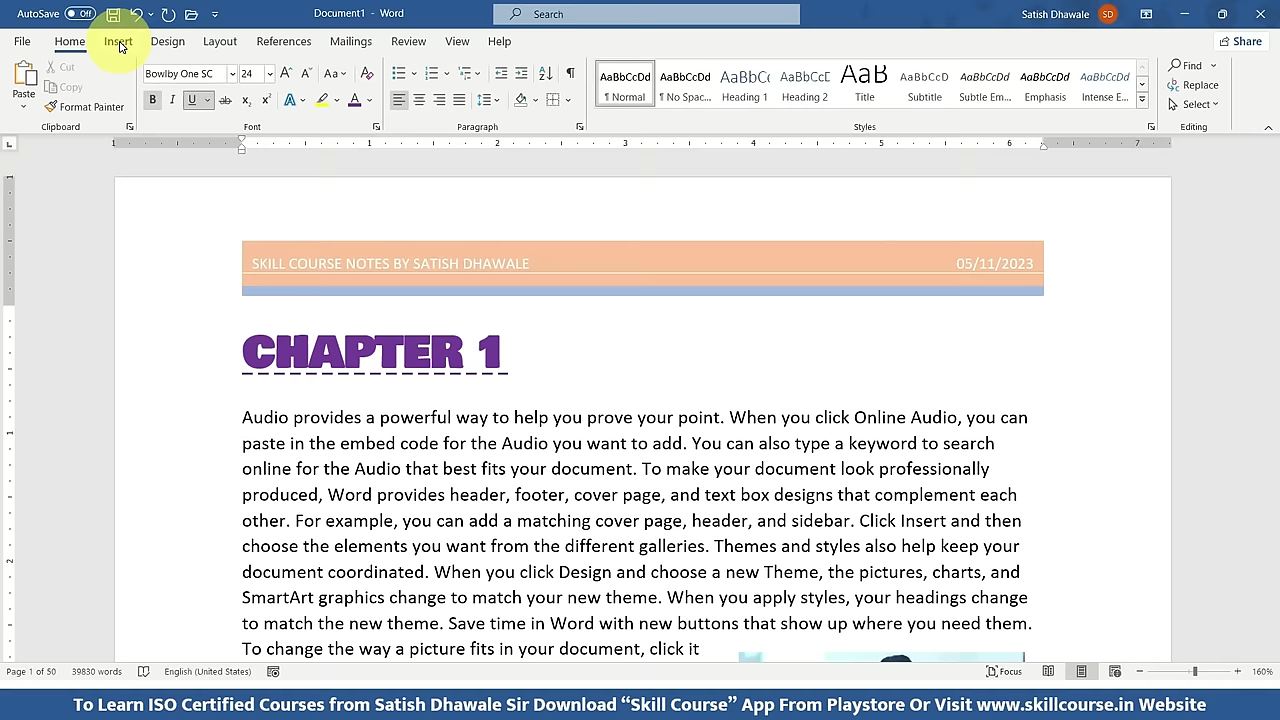 AutoSave Off Document1 - Word Search Satish Dhawale SD
File Home Insert Design Layout References Mailings Review View Help Share
Paste
Cut
Copy
Format Painter
Clipboard
Bowlby One SC 24 A A Aa A
B I U ab x2 x2 A A
Font
Paragraph
AaBbCcDd AaBbCcDd AaBbCc AaBbCcE AaB AaBbCcD AaBbCcDd AaBbCcDd AaBbCcDd
¶ Normal ¶ No Spac... Heading 1 Heading 2 Title Subtitle Subtle Em... Emphasis Intense E...
Styles
Find
Replace
Select
Editing
1 1 2 3 4 5 6 7
SKILL COURSE NOTES BY SATISH DHAWALE 05/11/2023
CHAPTER 1
Audio provides a powerful way to help you prove your point. When you click Online Audio, you can
paste in the embed code for the Audio you want to add. You can also type a keyword to search
online for the Audio that best fits your document. To make your document look professionally
produced, Word provides header, footer, cover page, and text box designs that complement each
other. For example, you can add a matching cover page, header, and sidebar. Click Insert and then
choose the elements you want from the different galleries. Themes and styles also help keep your
document coordinated. When you click Design and choose a new Theme, the pictures, charts, and
SmartArt graphics change to match your new theme. When you apply styles, your headings change
to match the new theme. Save time in Word with new buttons that show up where you need them.
To change the way a picture fits in your document, click it
Page 1 of 50 39830 words English (United States) Focus 160%
To Learn ISO Certified Courses from Satish Dhawale Sir Download “Skill Course” App From Playstore Or Visit www.skillcourse.in Website